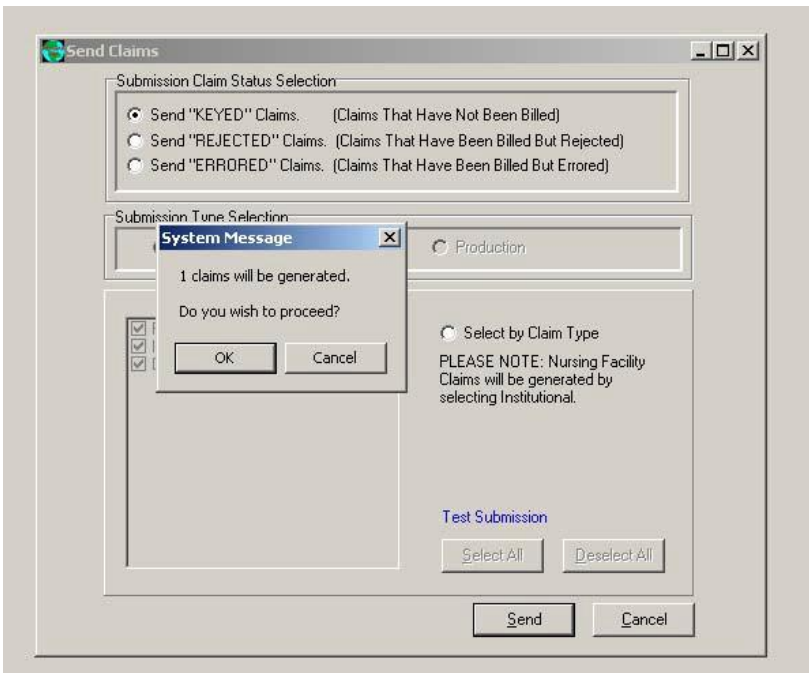 Send Claims
Submission Claim Status Selection
Send "KEYED" Claims. (Claims That Have Not Been Billed)
Send "REJECTED" Claims. (Claims That Have Been Billed But Rejected)
Send "ERRORED" Claims. (Claims That Have Been Billed But Errored)
Submission Type Selection
Production
System Message
1 claims will be generated.
Do you wish to proceed?
OK Cancel
Select by Claim Type
PLEASE NOTE: Nursing Facility
Claims will be generated by
selecting Institutional.
Test Submission
Select All Deselect All
Send Cancel